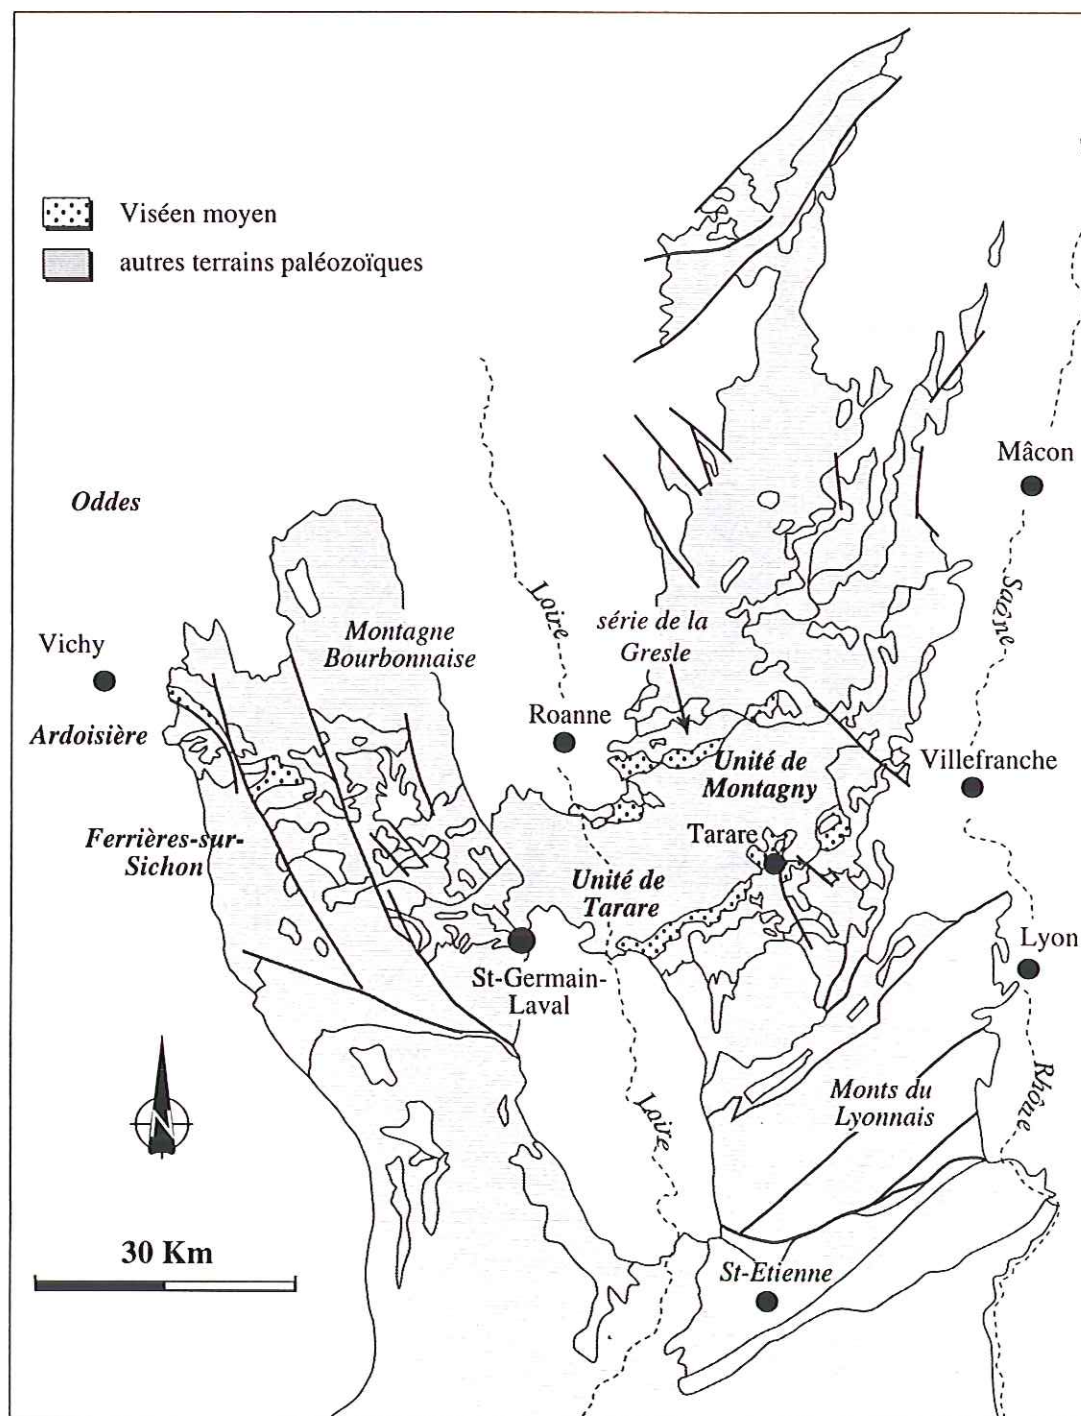 Viséen moyen
autres terrains paléozoïques
Mâcon
Oddes
Loire
Saône
série de la
Gresle
Montagne
Bourbonnaise
Vichy
Roanne
Ardoisière
Unité de
Montagny
Villefranche
Ferrières-sur-
Sichon
Tarare
Unité de
Tarare
Lyon
St-Germain-
Laval
N
Loire
Rhône
Monts du
Lyonnais
30 Km
St-Etienne